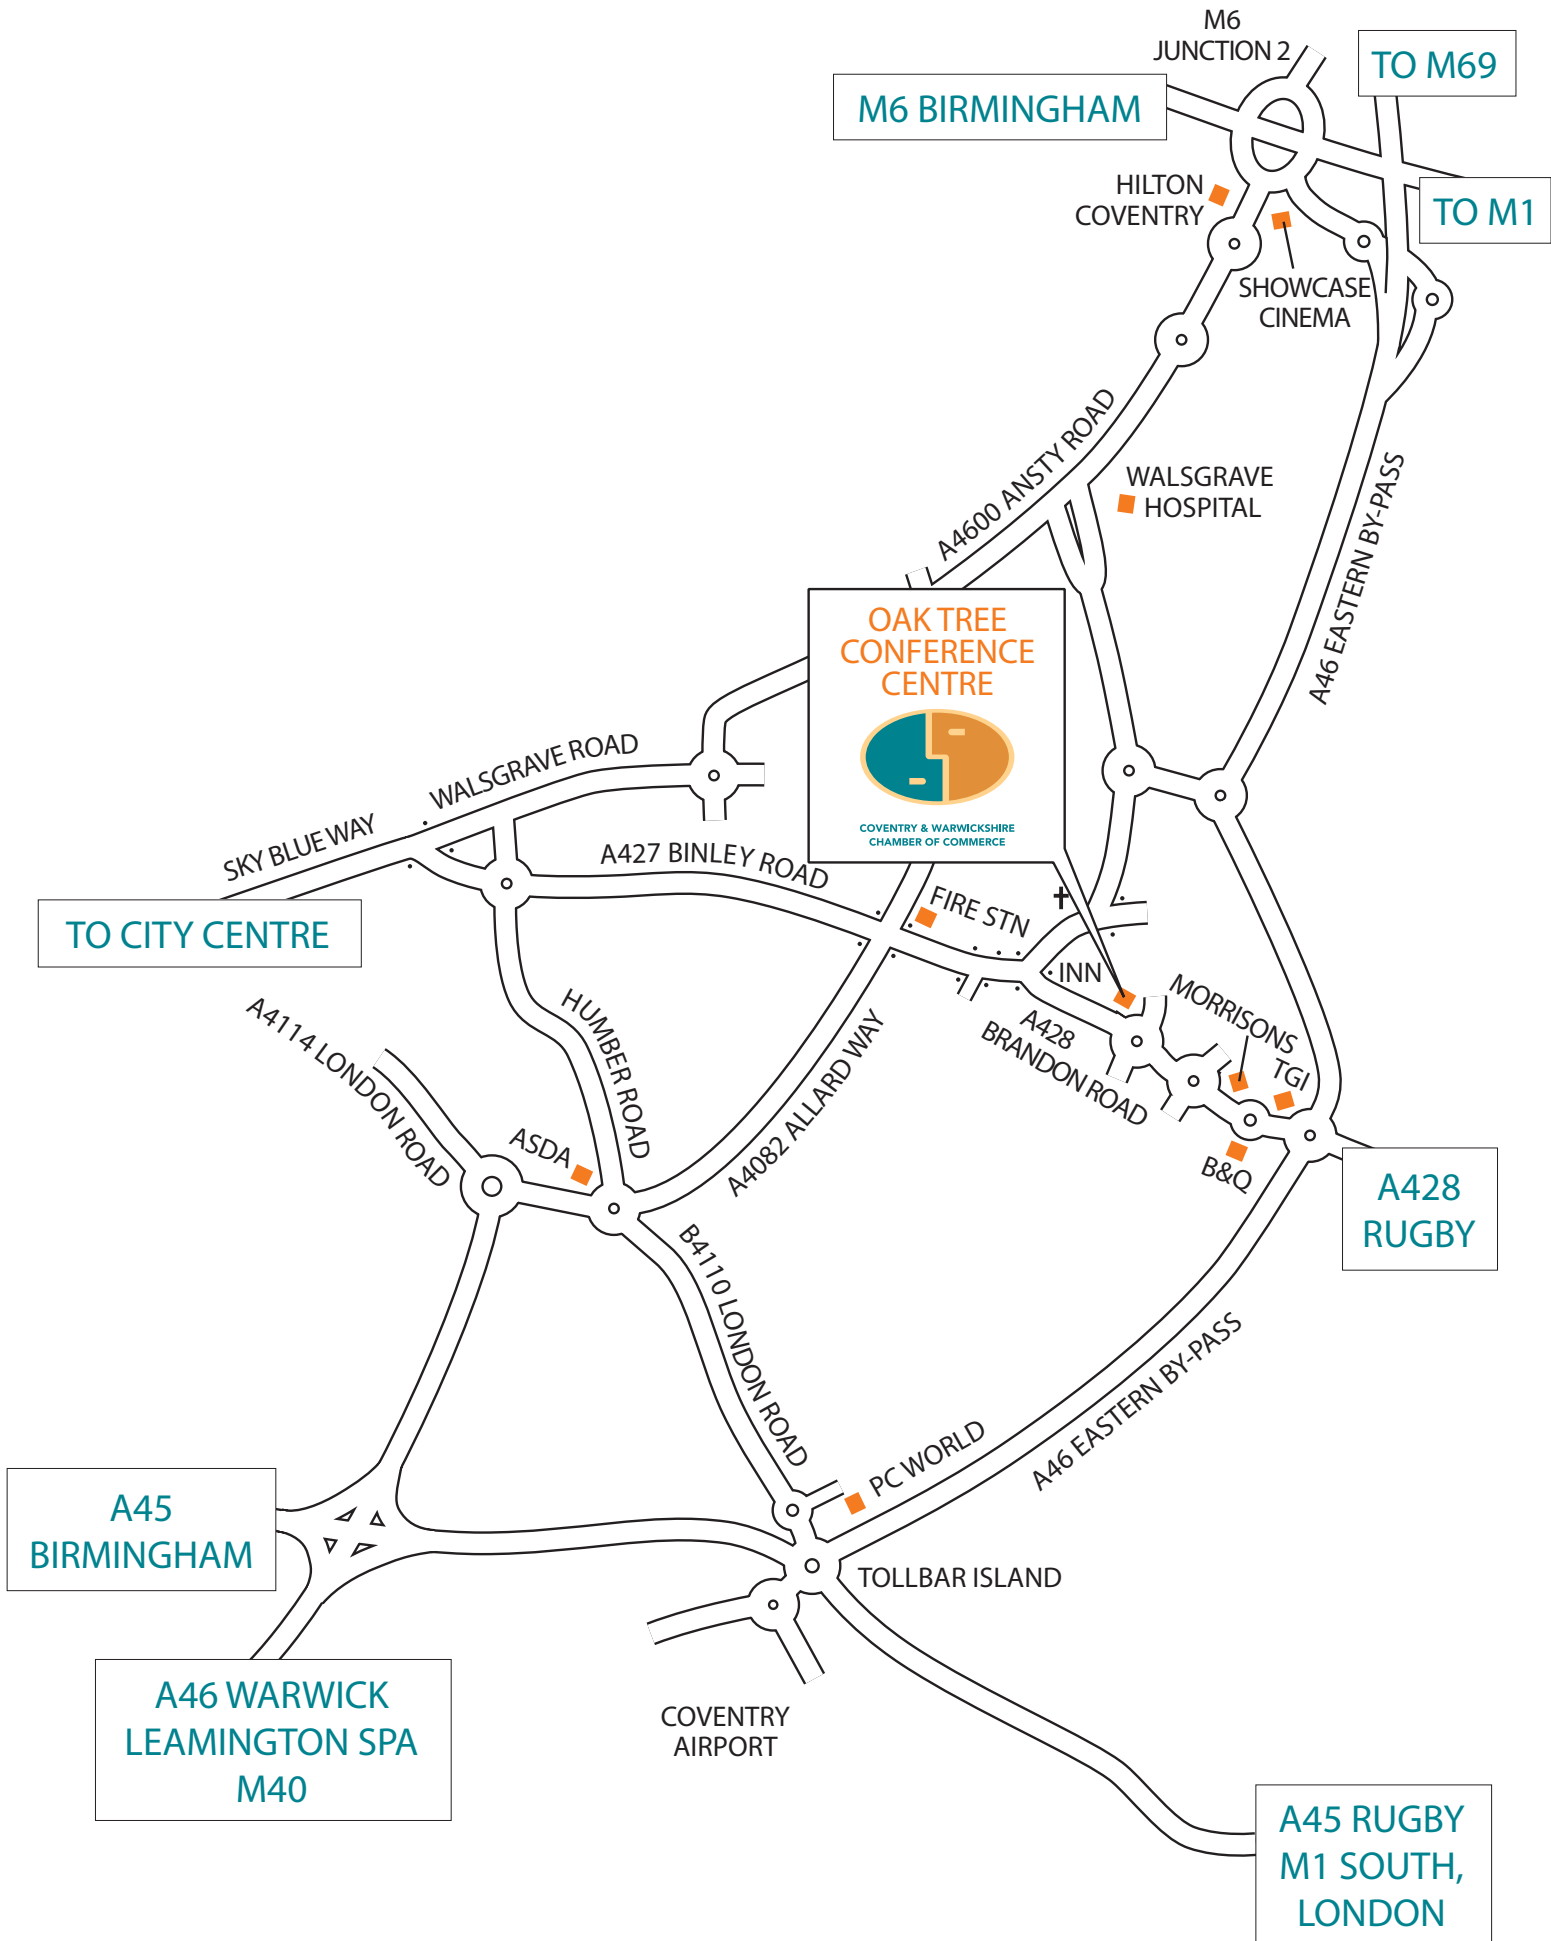 M6
JUNCTION 2
TO M69
M6 BIRMINGHAM
HILTON
COVENTRY
TO M1
SHOWCASE
CINEMA
A4600 ANSTY ROAD
WALSGRAVE
HOSPITAL
A46 EASTERN BY-PASS
OAK TREE
CONFERENCE
CENTRE
COVENTRY & WARWICKSHIRE
CHAMBER OF COMMERCE
WALSGRAVE ROAD
SKY BLUE WAY
A427 BINLEY ROAD
TO CITY CENTRE
FIRE STN
INN
MORRISONS
A428
BRANDON ROAD
TGI
A4114 LONDON ROAD
HUMBER ROAD
A4082 ALLARD WAY
ASDA
B&Q
A428
RUGBY
B4110 LONDON ROAD
A46 EASTERN BY-PASS
PC WORLD
A45
BIRMINGHAM
TOLLBAR ISLAND
A46 WARWICK
LEAMINGTON SPA
M40
COVENTRY
AIRPORT
A45 RUGBY
M1 SOUTH,
LONDON